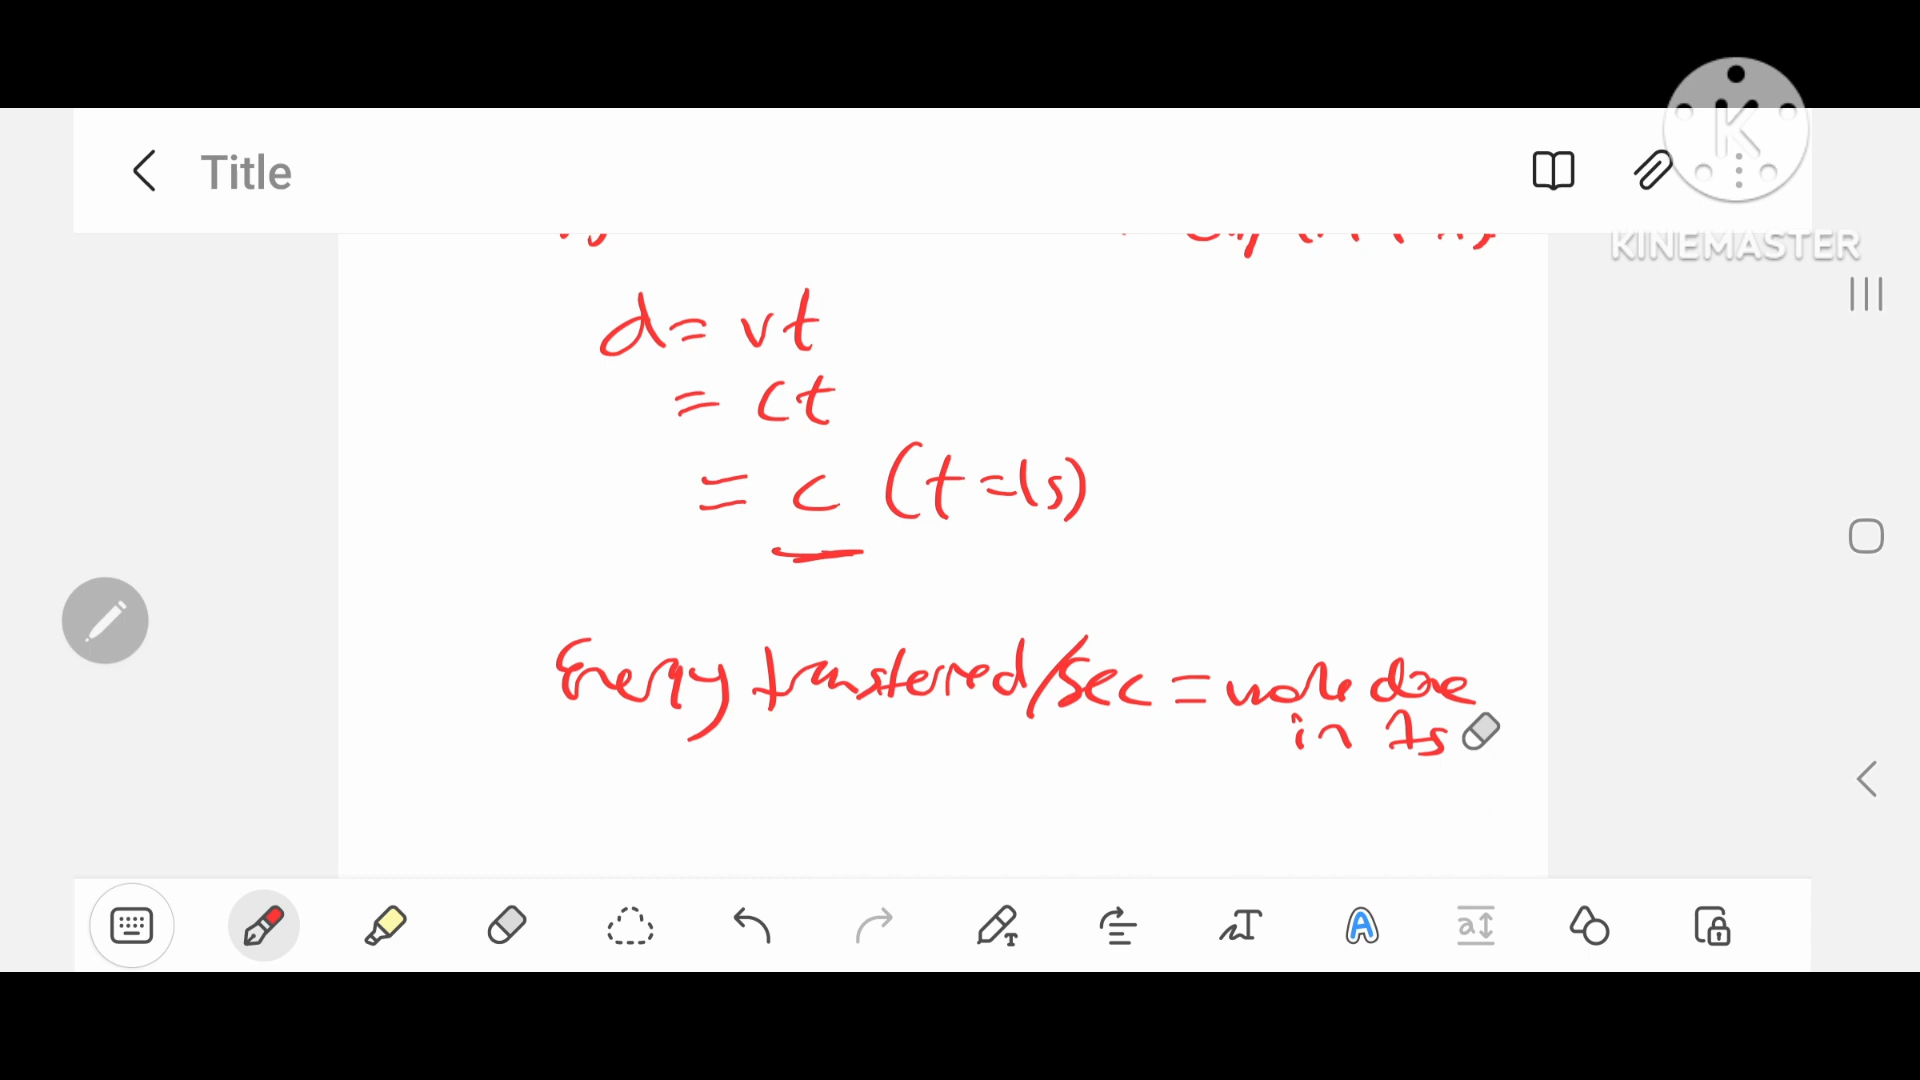 Title
KINEMASTER
d = vt
= ct
= c (t=1s)
Energy transferred/sec = work done
in 1s